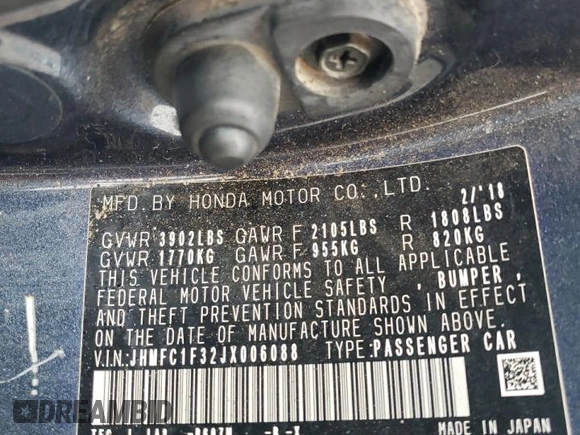 MFD. BY HONDA MOTOR CO., LTD. 2/'18
GVWR 3902LBS GAWR F 2105LBS R 1808LBS
GVWR 1770KG GAWR F 955KG R 820KG
THIS VEHICLE CONFORMS TO ALL APPLICABLE
FEDERAL MOTOR VEHICLE SAFETY , BUMPER ,
AND THEFT PREVENTION STANDARDS IN EFFECT
ON THE DATE OF MANUFACTURE SHOWN ABOVE.
V.I.N. JHMFC1F32JX006088 TYPE: PASSENGER CAR
MADE IN JAPAN
DREAMBID